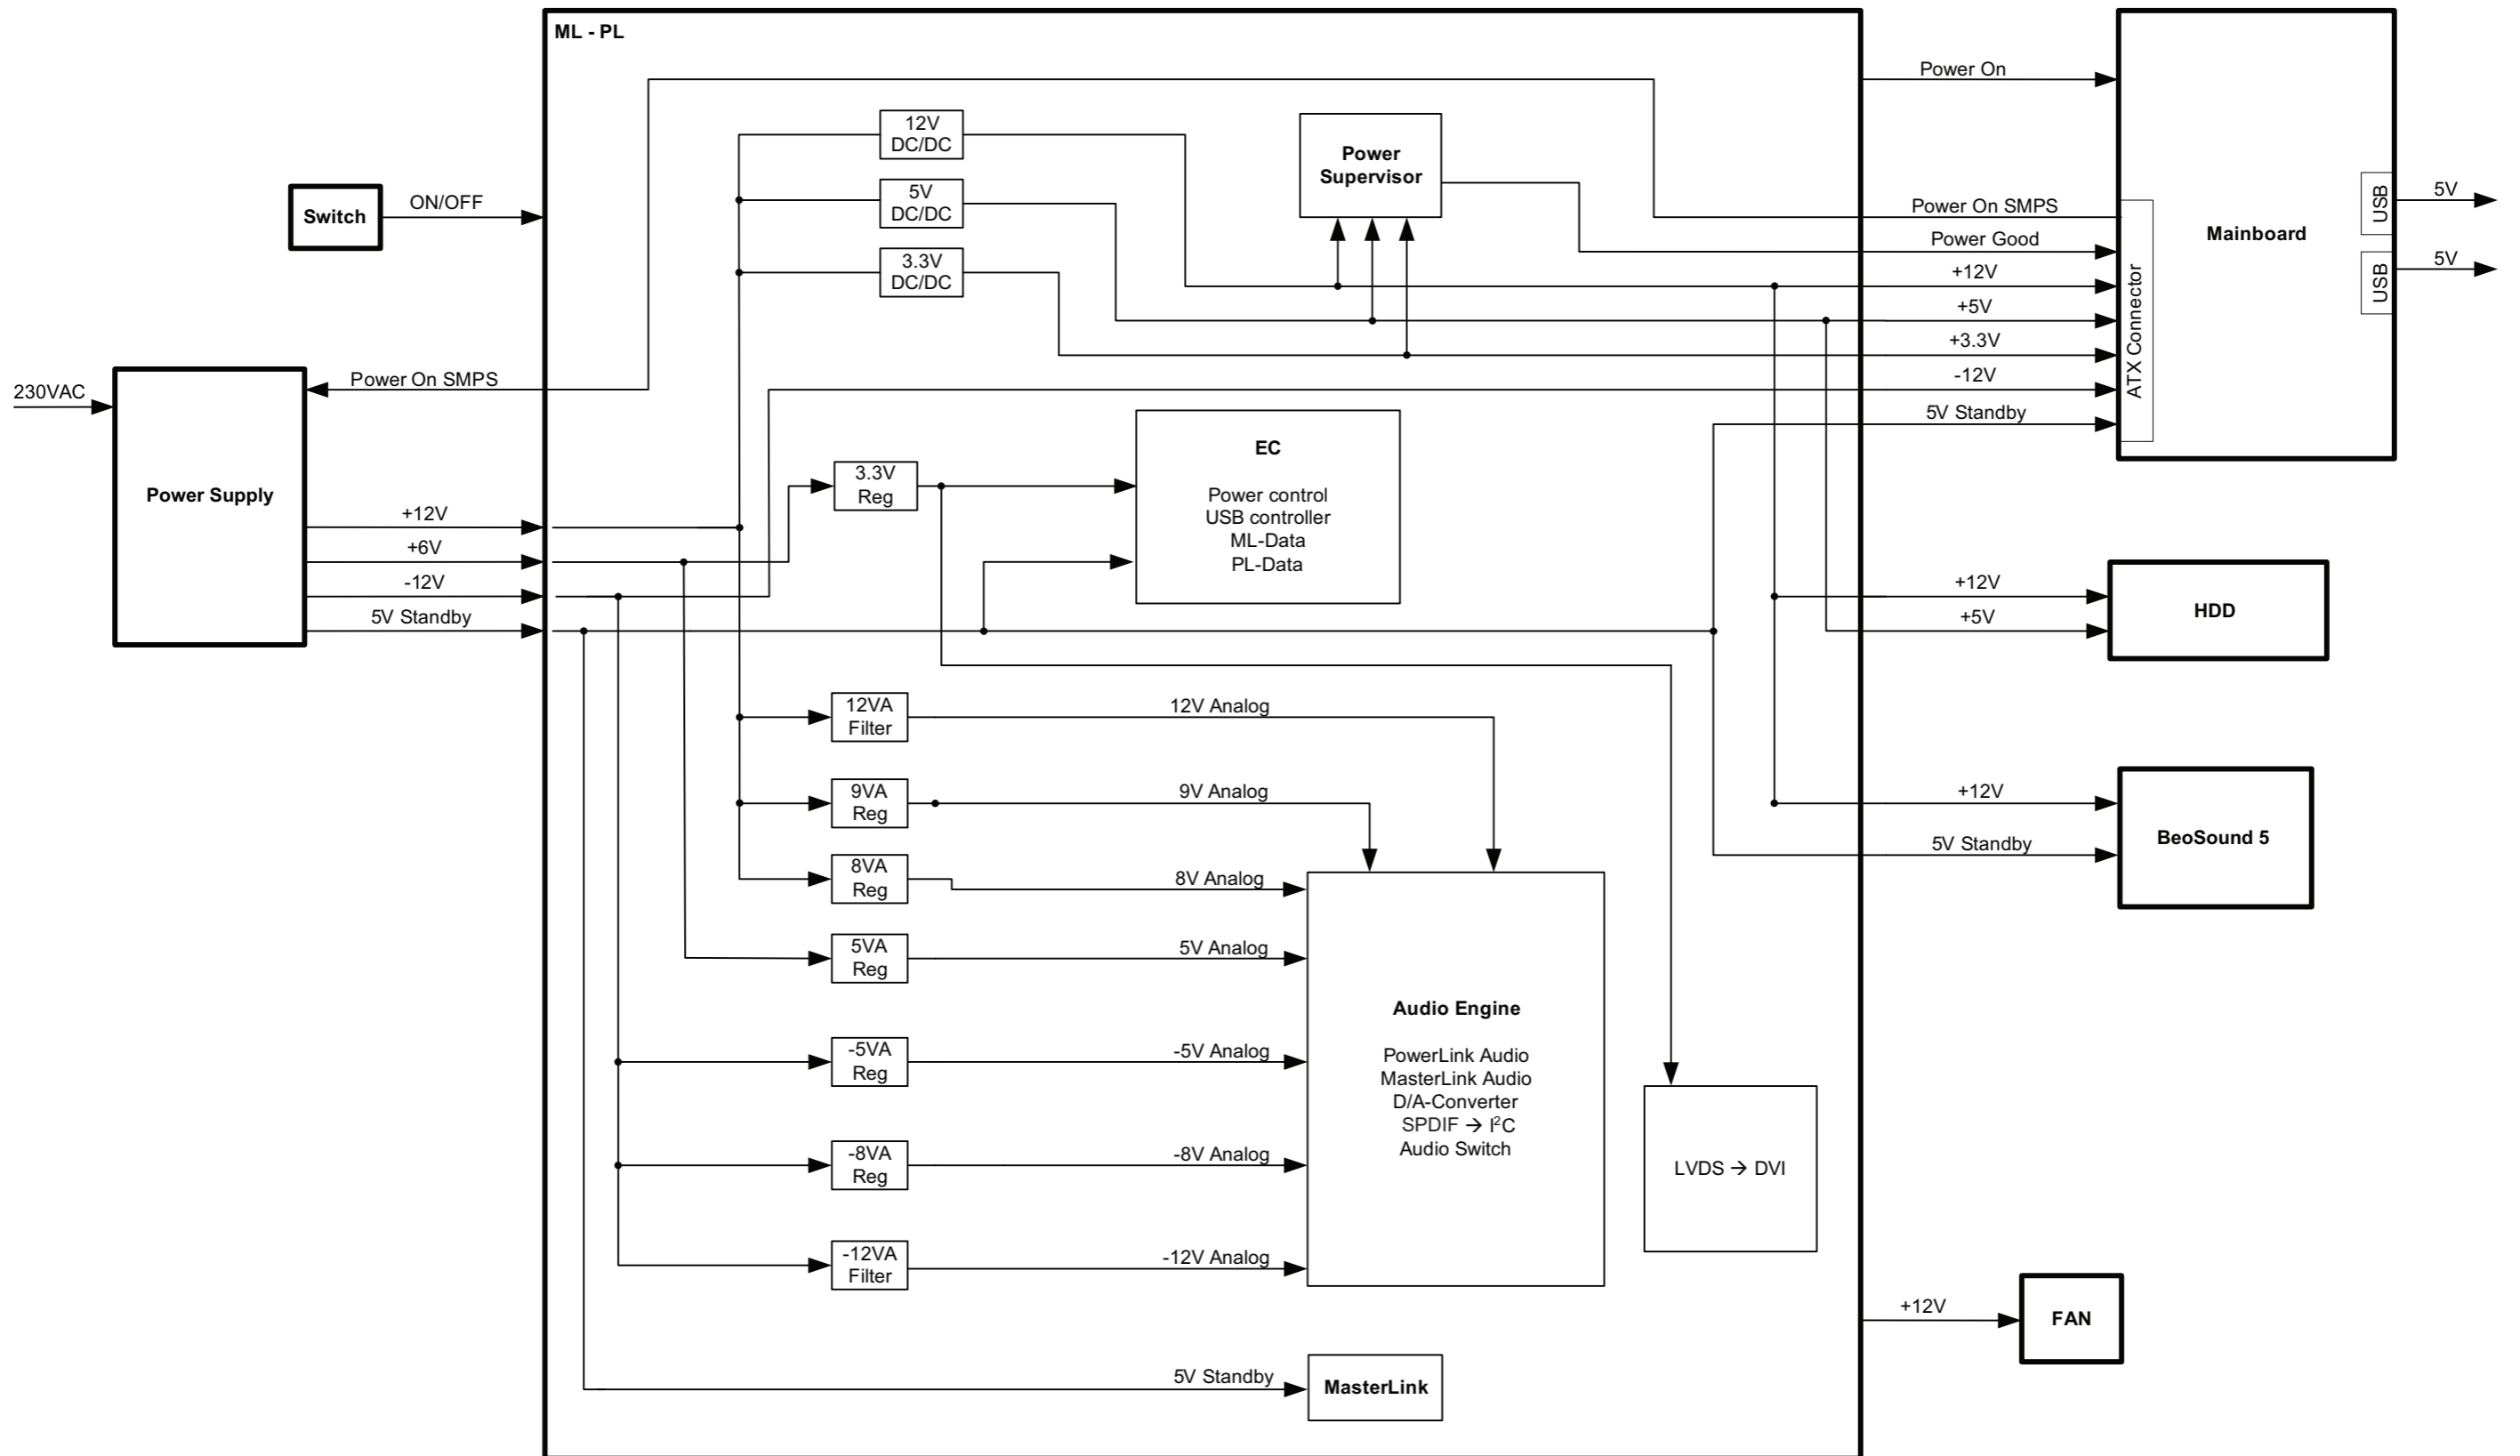 ML - PL
Power On
12V
DC/DC
Power
Supervisor
5V
DC/DC
Switch
ON/OFF
Power On SMPS
Power Good
3.3V
DC/DC
+12V
+5V
+3.3V
-12V
5V Standby
ATX Connector
Mainboard
USB
5V
USB
5V
230VAC
Power On SMPS
Power Supply
+12V
+6V
-12V
5V Standby
3.3V
Reg
EC
Power control
USB controller
ML-Data
PL-Data
+12V
+5V
HDD
12VA
Filter
12V Analog
9VA
Reg
9V Analog
+12V
5V Standby
BeoSound 5
8VA
Reg
8V Analog
5VA
Reg
5V Analog
-5VA
Reg
-5V Analog
-8VA
Reg
-8V Analog
-12VA
Filter
-12V Analog
Audio Engine
PowerLink Audio
MasterLink Audio
D/A-Converter
SPDIF → I²C
Audio Switch
LVDS → DVI
+12V
FAN
5V Standby
MasterLink